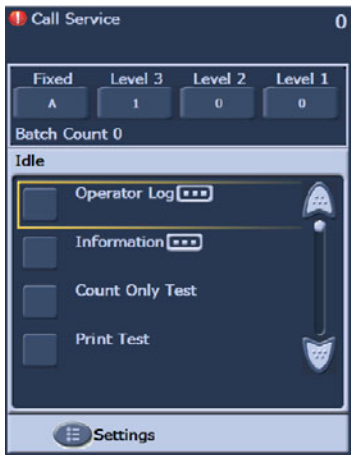 Call Service 0
Fixed Level 3 Level 2 Level 1
A 1 0 0
Batch Count 0
Idle
Operator Log
Information
Count Only Test
Print Test
Settings